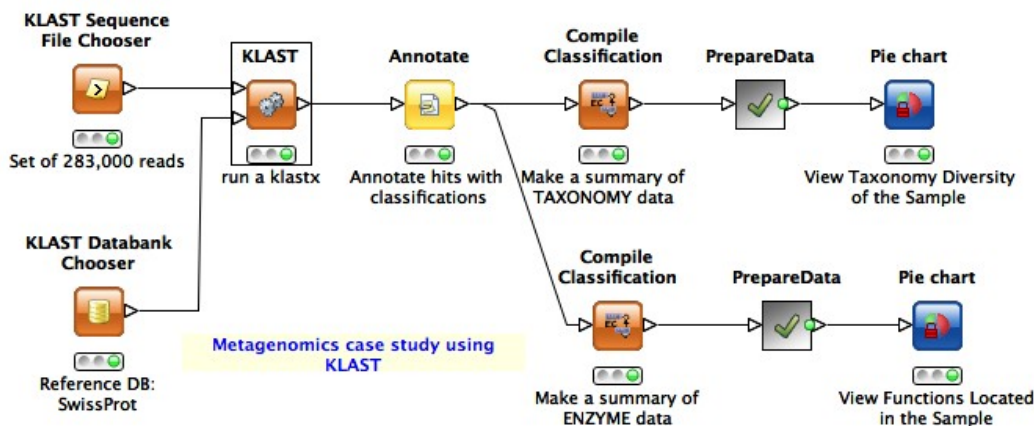 KLAST Sequence
File Chooser
Set of 283,000 reads
KLAST
run a klastx
Annotate
Annotate hits with
classifications
Compile
Classification
EC
Make a summary of
TAXONOMY data
PrepareData
Pie chart
View Taxonomy Diversity
of the Sample
KLAST Databank
Chooser
Reference DB:
SwissProt
Metagenomics case study using
KLAST
Compile
Classification
EC
Make a summary of
ENZYME data
PrepareData
Pie chart
View Functions Located
in the Sample